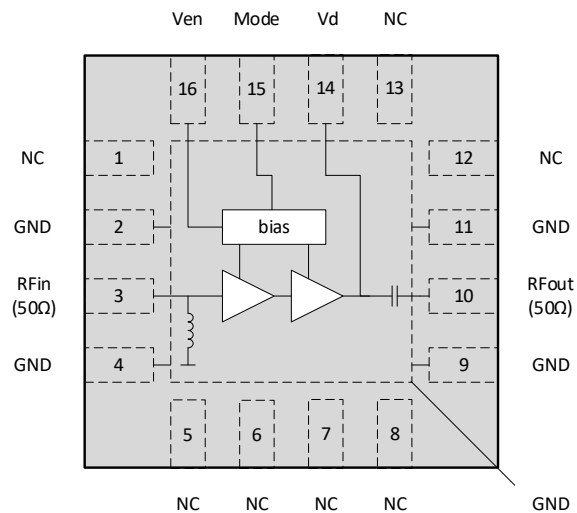 Ven Mode Vd NC
16 15 14 13
NC 1 12 NC
GND 2 bias 11 GND
RFin 3 10 RFout
(50Ω) (50Ω)
GND 4 9 GND
5 6 7 8
NC NC NC NC GND